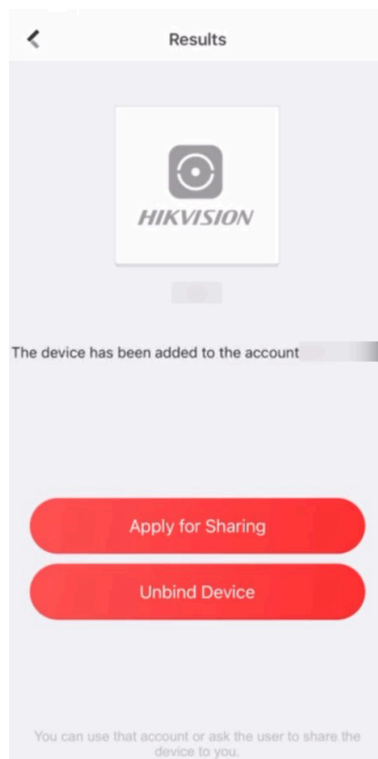 Results
HIKVISION
The device has been added to the account
Apply for Sharing
Unbind Device
You can use that account or ask the user to share the
device to you.